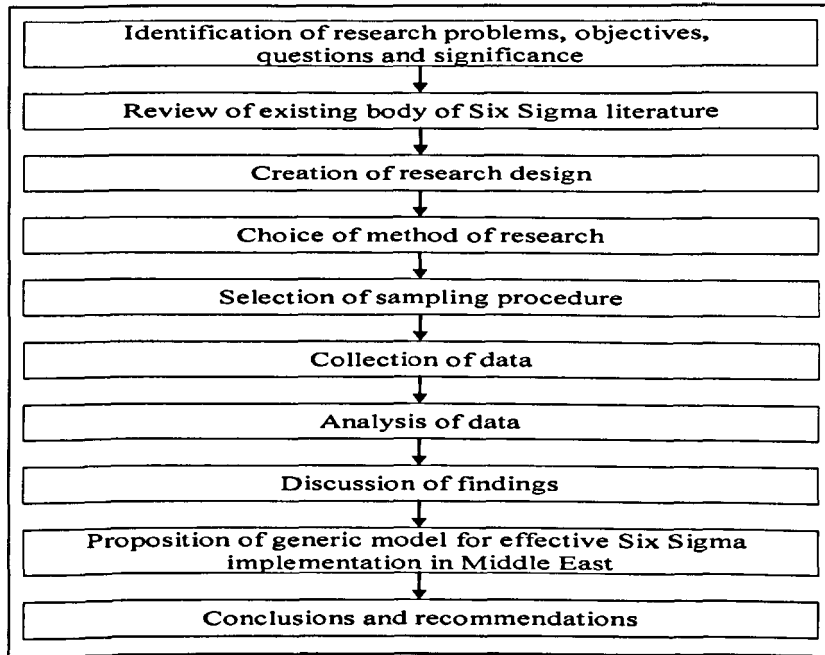 Identification of research problems, objectives,
questions and significance
Review of existing body of Six Sigma literature
Creation of research design
Choice of method of research
Selection of sampling procedure
Collection of data
Analysis of data
Discussion of findings
Proposition of generic model for effective Six Sigma
implementation in Middle East
Conclusions and recommendations